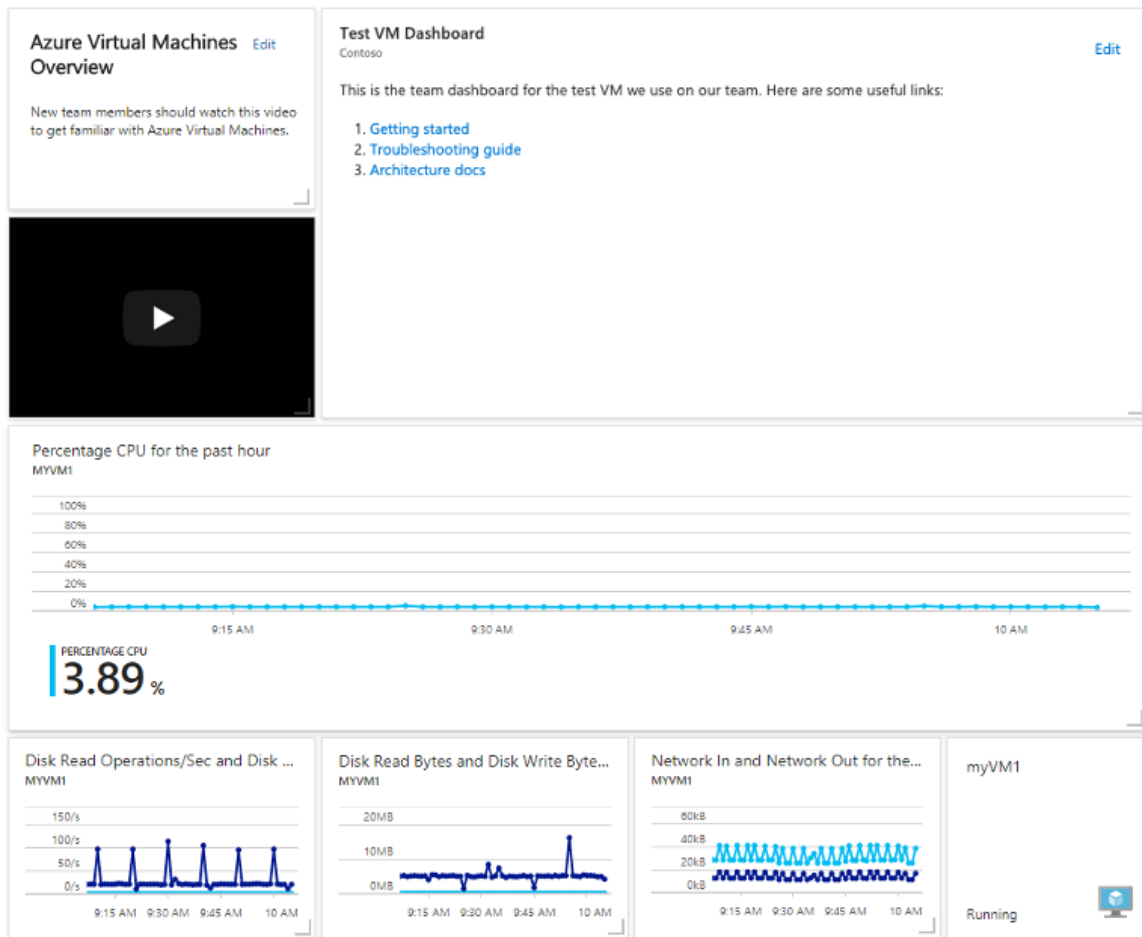 Azure Virtual Machines Edit
Overview
New team members should watch this video
to get familiar with Azure Virtual Machines.
Test VM Dashboard
Contoso
Edit
This is the team dashboard for the test VM we use on our team. Here are some useful links:
1. Getting started
2. Troubleshooting guide
3. Architecture docs
Percentage CPU for the past hour
MYVM1
100%
80%
60%
40%
20%
0%
9:15 AM 9:30 AM 9:45 AM 10 AM
PERCENTAGE CPU
3.89 %
Disk Read Operations/Sec and Disk ...
MYVM1
150/s
100/s
50/s
0/s
9:15 AM 9:30 AM 9:45 AM 10 AM
Disk Read Bytes and Disk Write Byte...
MYVM1
20MB
10MB
0MB
9:15 AM 9:30 AM 9:45 AM 10 AM
Network In and Network Out for the...
MYVM1
60kB
40kB
20kB
0kB
9:15 AM 9:30 AM 9:45 AM 10 AM
myVM1
Running